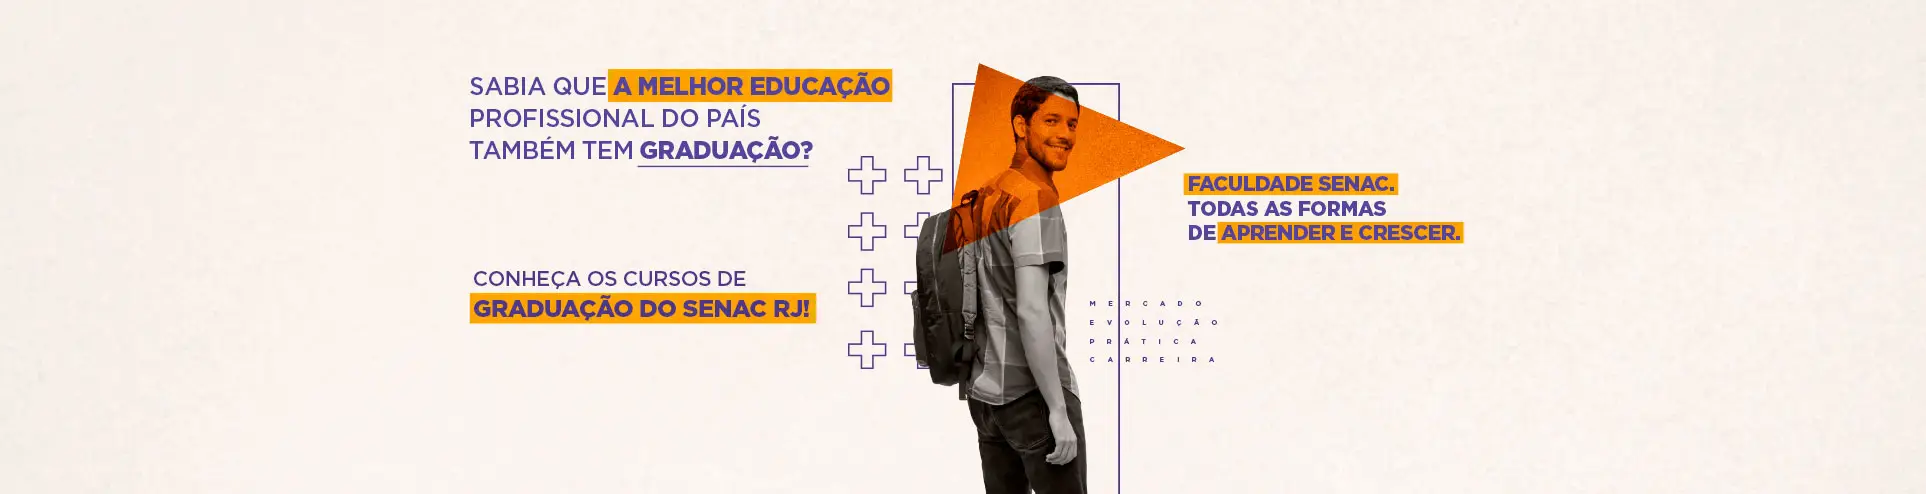 SABIA QUE A MELHOR EDUCAÇÃO
PROFISSIONAL DO PAÍS
TAMBÉM TEM GRADUAÇÃO?
CONHEÇA OS CURSOS DE
GRADUAÇÃO DO SENAC RJ!
FACULDADE SENAC.
TODAS AS FORMAS
DE APRENDER E CRESCER.
MERCADO
EVOLUÇÃO
PRÁTICA
CARREIRA